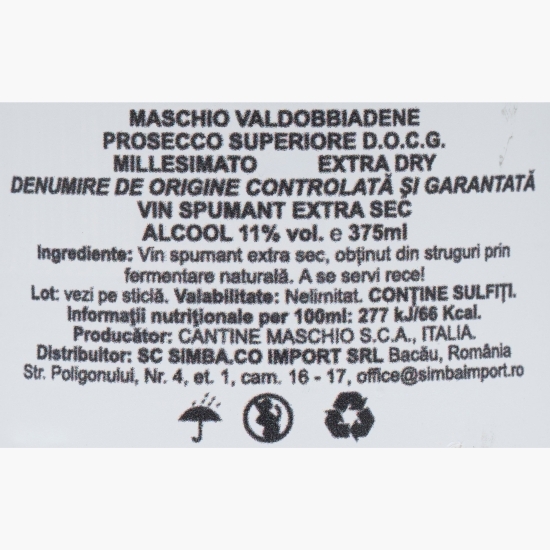 MASCHIO VALDOBBIADENE
PROSECCO SUPERIORE D.O.C.G.
MILLESIMATO EXTRA DRY
DENUMIRE DE ORIGINE CONTROLATĂ ȘI GARANTATĂ
VIN SPUMANT EXTRA SEC
ALCOOL 11% vol. e 375ml
Ingrediente: Vin spumant extra sec, obținut din struguri prin
fermentare naturală. A se servi rece!
Lot: vezi pe sticlă. Valabilitate: Nelimitat. CONȚINE SULFIȚI.
Informații nutriționale per 100ml: 277 kJ/66 Kcal.
Producător: CANTINE MASCHIO S.C.A., ITALIA.
Distribuitor: SC SIMBA.CO IMPORT SRL Bacău, România
Str. Poligonului, Nr. 4, et. 1, cam. 16 - 17, office@simbaimport.ro